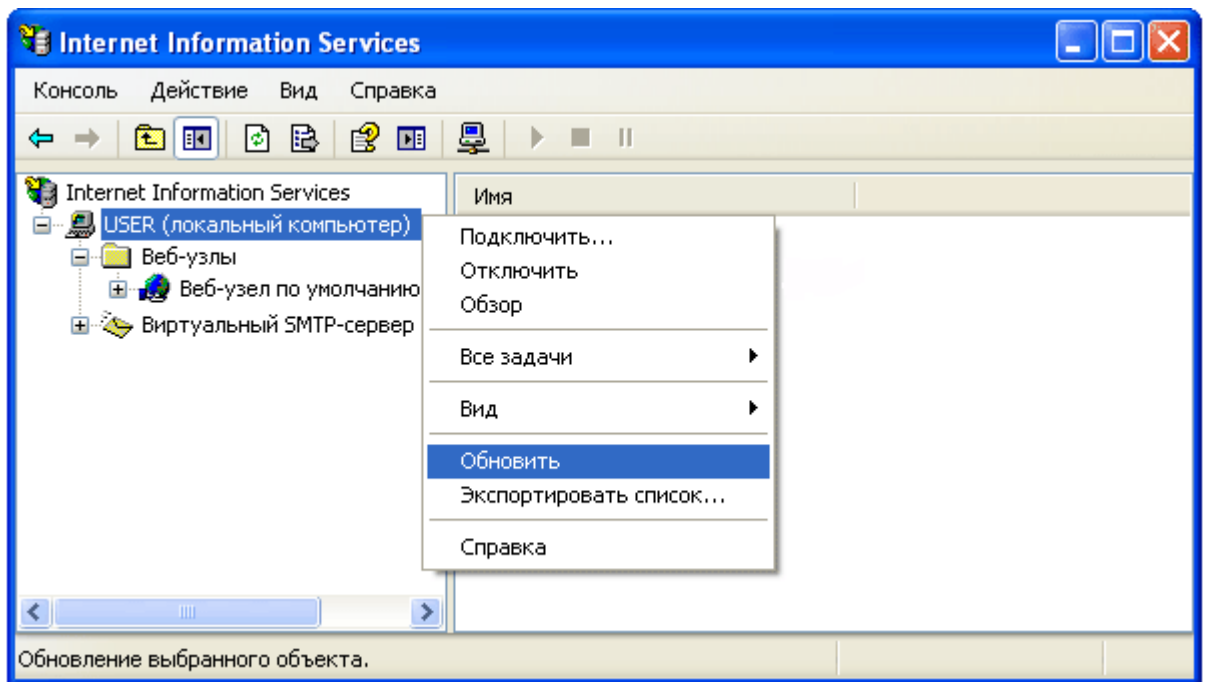 Internet Information Services
Консоль Действие Вид Справка
Internet Information Services
Имя
USER (локальный компьютер)
Веб-узлы
Веб-узел по умолчанию
Виртуальный SMTP-сервер
Подключить...
Отключить
Обзор
Все задачи
Вид
Обновить
Экспортировать список...
Справка
Обновление выбранного объекта.